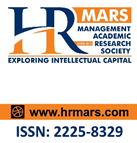 HR MARS
MANAGEMENT
ACADEMIC
RESEARCH
SOCIETY
EXPLORING INTELLECTUAL CAPITAL
www.hrmars.com
ISSN: 2225-8329